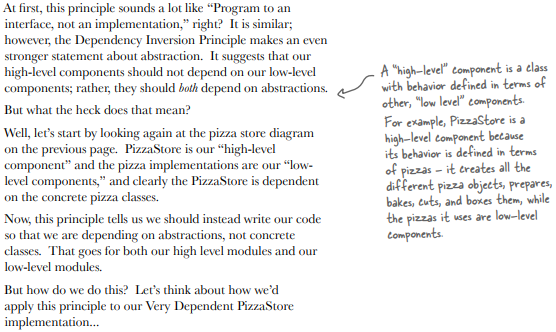 At first, this principle sounds a lot like “Program to an
interface, not an implementation,” right?  It is similar;
however, the Dependency Inversion Principle makes an even
stronger statement about abstraction.  It suggests that our
high-level components should not depend on our low-level
components; rather, they should both depend on abstractions.
But what the heck does that mean?
Well, let’s start by looking again at the pizza store diagram
on the previous page.  PizzaStore is our “high-level
component” and the pizza implementations are our “low-
level components,” and clearly the PizzaStore is dependent
on the concrete pizza classes.
Now, this principle tells us we should instead write our code
so that we are depending on abstractions, not concrete
classes.  That goes for both our high level modules and our
low-level modules.
But how do we do this?  Let’s think about how we’d
apply this principle to our Very Dependent PizzaStore
implementation...
A “high-level” component is a class
with behavior defined in terms of
other, “low level” components.
For example, PizzaStore is a
high-level component because
its behavior is defined in terms
of pizzas - it creates all the
different pizza objects, prepares,
bakes, cuts, and boxes them, while
the pizzas it uses are low-level
components.